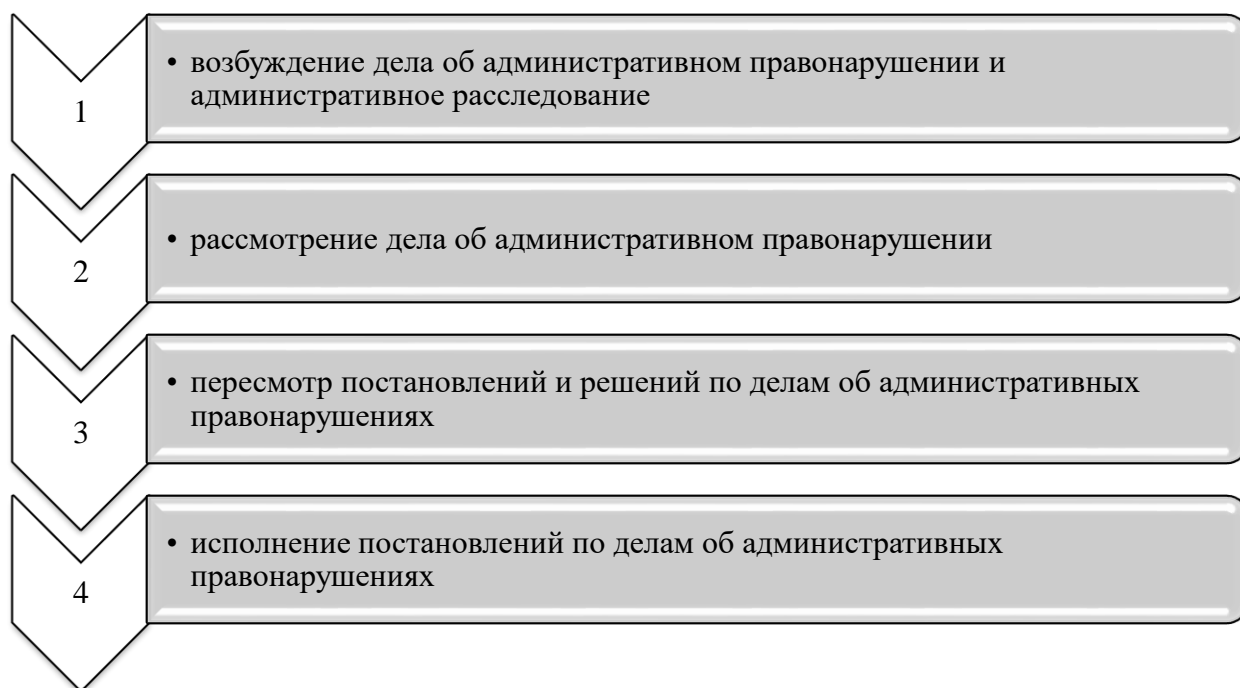 1
• возбуждение дела об административном правонарушении и
административное расследование
2
• рассмотрение дела об административном правонарушении
3
• пересмотр постановлений и решений по делам об административных
правонарушениях
4
• исполнение постановлений по делам об административных
правонарушениях